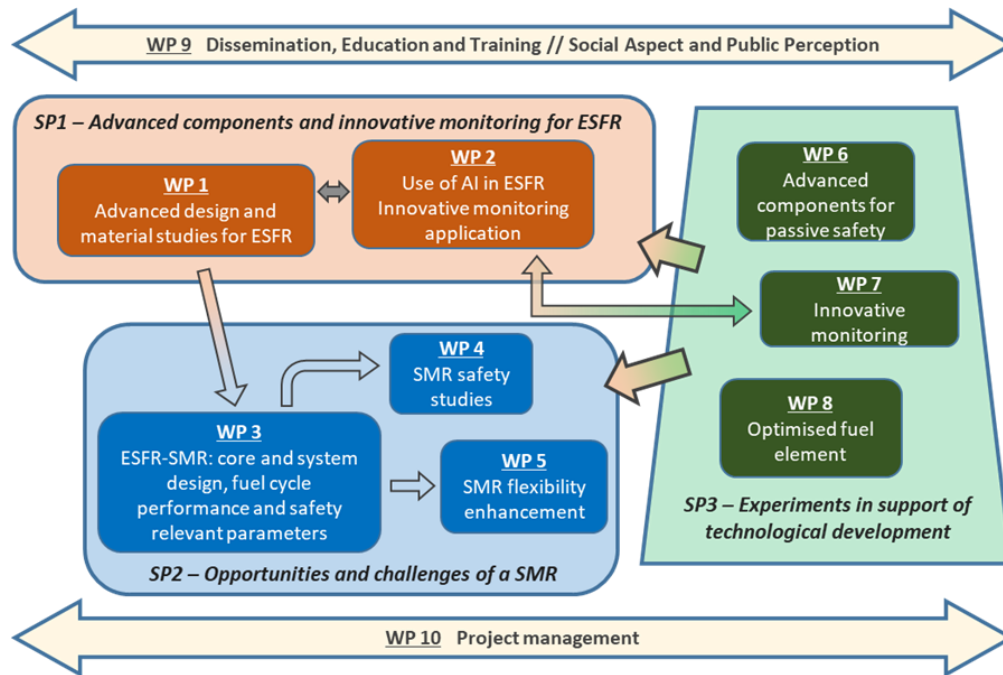 WP 9 Dissemination, Education and Training // Social Aspect and Public Perception
SP1 – Advanced components and innovative monitoring for ESFR
WP 1
Advanced design and
material studies for ESFR
WP 2
Use of AI in ESFR
Innovative monitoring
application
WP 6
Advanced
components for
passive safety
WP 7
Innovative
monitoring
WP 8
Optimised fuel
element
SP3 – Experiments in support of
technological development
WP 4
SMR safety
studies
WP 3
ESFR-SMR: core and system
design, fuel cycle
performance and safety
relevant parameters
WP 5
SMR flexibility
enhancement
SP2 – Opportunities and challenges of a SMR
WP 10 Project management